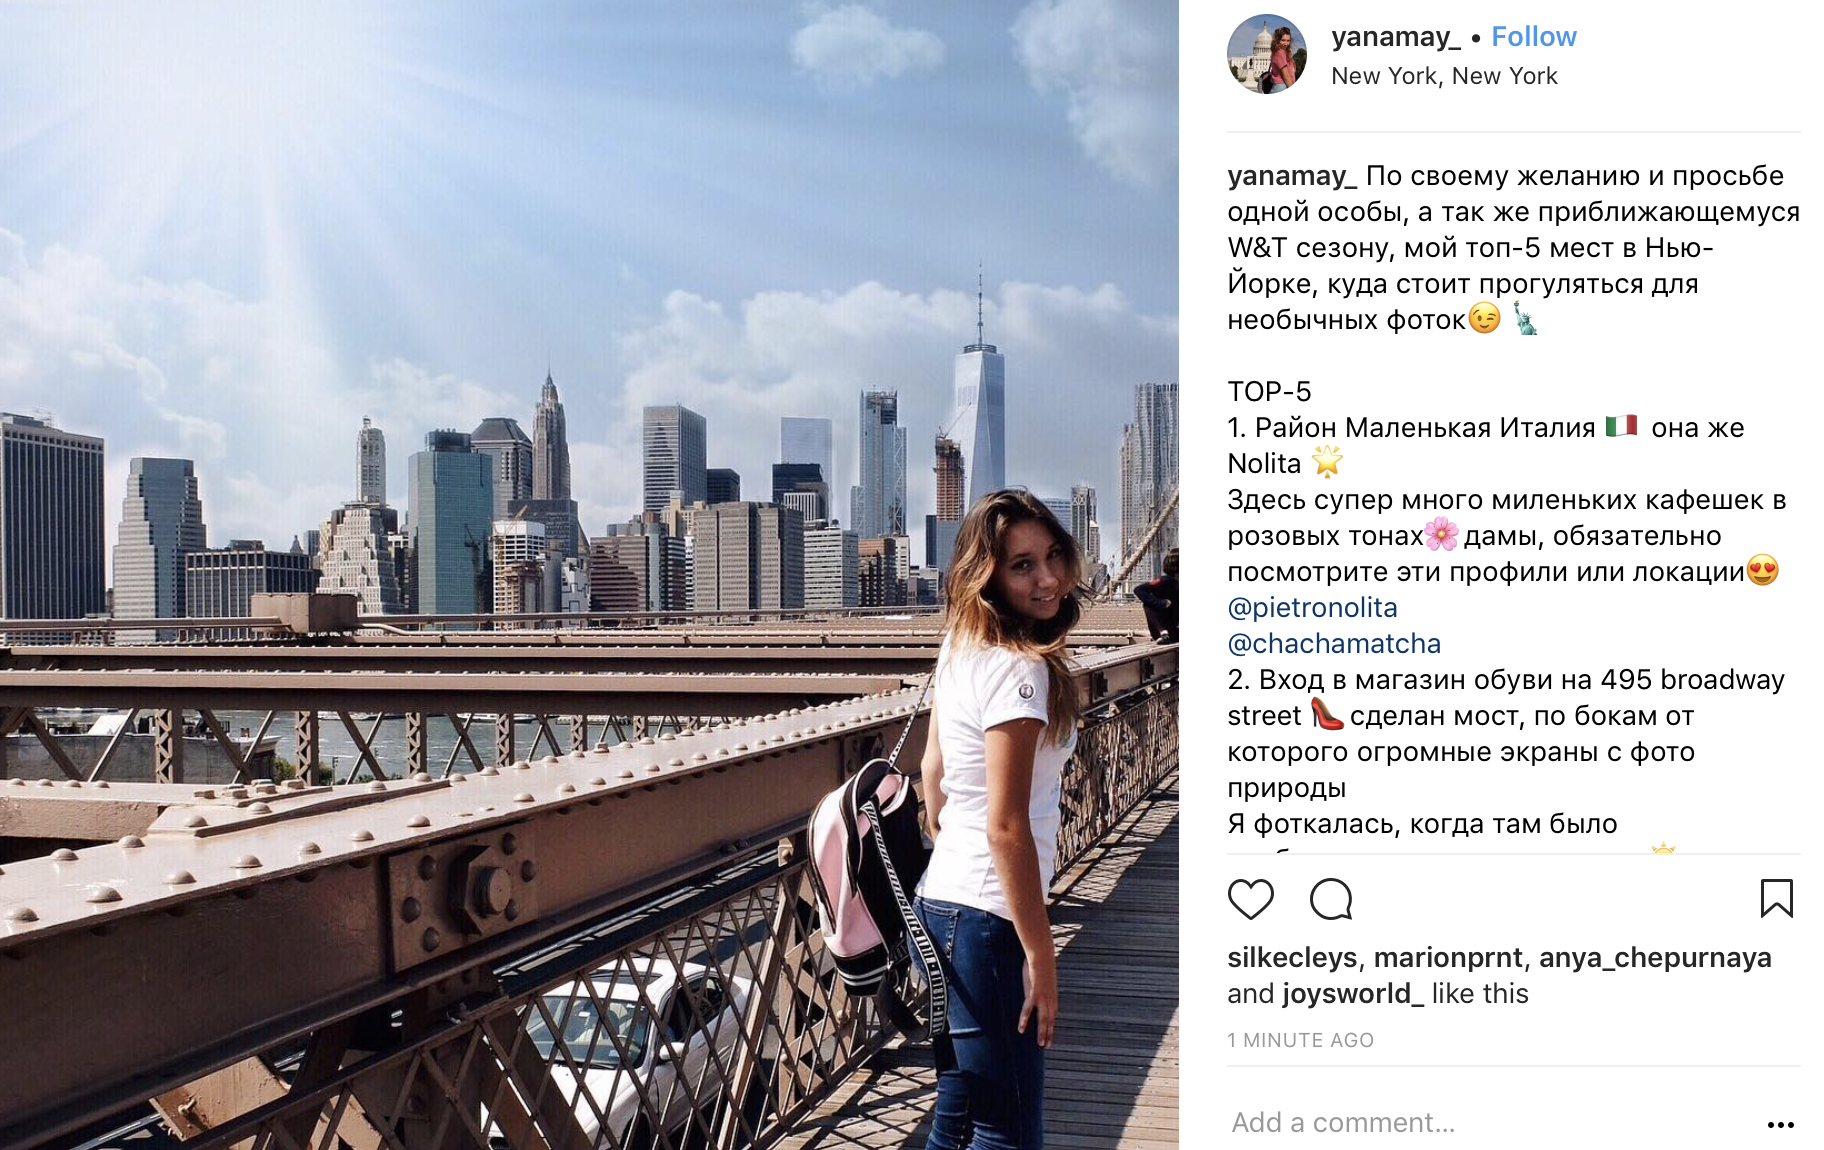 yanamay_ • Follow
New York, New York
yanamay_ По своему желанию и просьбе
одной особы, а так же приближающемуся
W&T сезону, мой топ-5 мест в Нью-
Йорке, куда стоит прогуляться для
необычных фоток😉🗽
TOP-5
1. Район Маленькая Италия 🇮🇹 она же
Nolita 🌟
Здесь супер много миленьких кафешек в
розовых тонах🌸дамы, обязательно
посмотрите эти профили или локации😍
@pietronolita
@chachamatcha
2. Вход в магазин обуви на 495 broadway
street 👠сделан мост, по бокам от
которого огромные экраны с фото
природы
Я фоткалась, когда там было
silkecleys, marionprnt, anya_chepurnaya
and joysworld_ like this
1 MINUTE AGO
Add a comment...